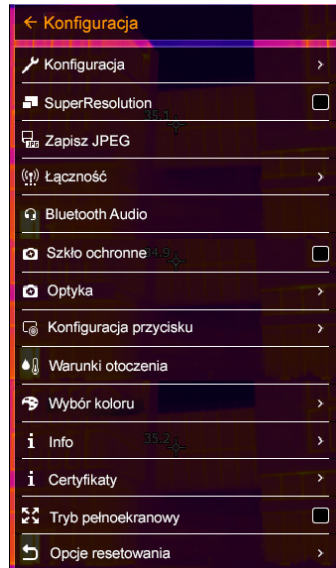 ← Konfiguracja
Konfiguracja
SuperResolution
35.1
JPG
Zapisz JPEG
Łączność
Bluetooth Audio
Szkło ochronne
34.9
Optyka
Konfiguracja przycisku
Warunki otoczenia
Wybór koloru
i Info
35.2
i Certyfikaty
Tryb pełnoekranowy
Opcje resetowania